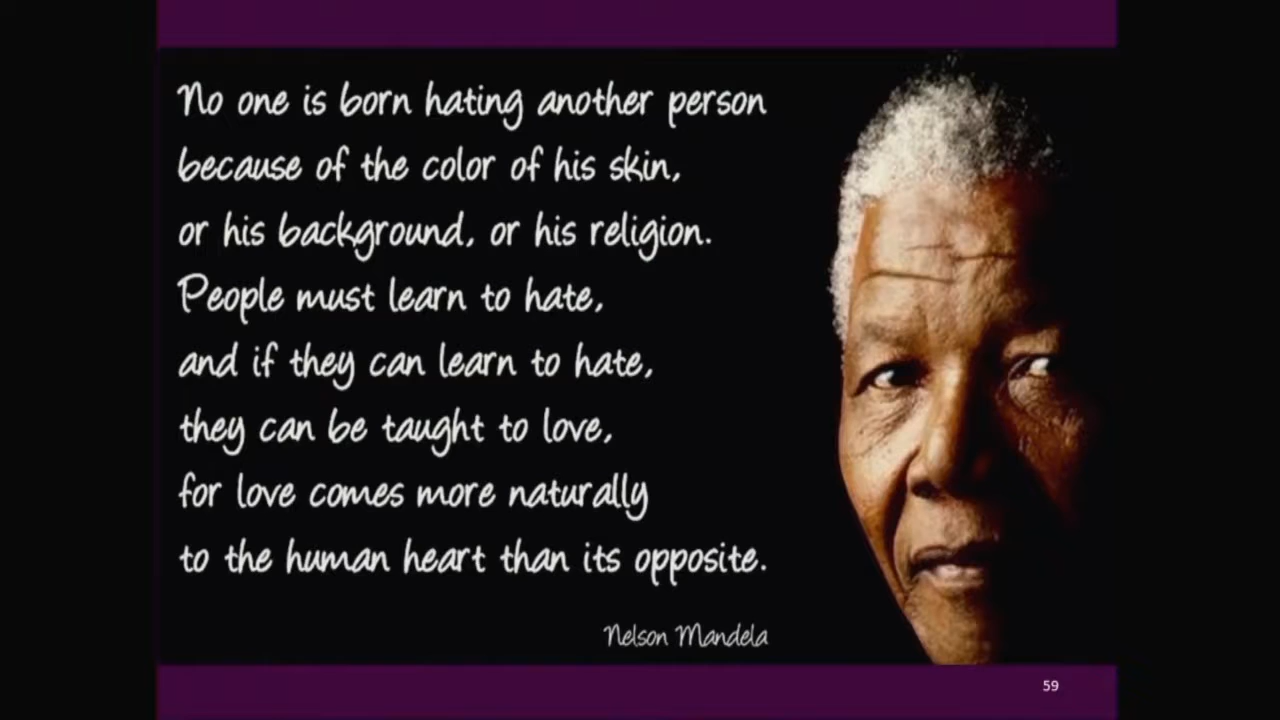 No one is born hating another person
because of the color of his skin,
or his background, or his religion.
People must learn to hate,
and if they can learn to hate,
they can be taught to love,
for love comes more naturally
to the human heart than its opposite.
Nelson Mandela
59